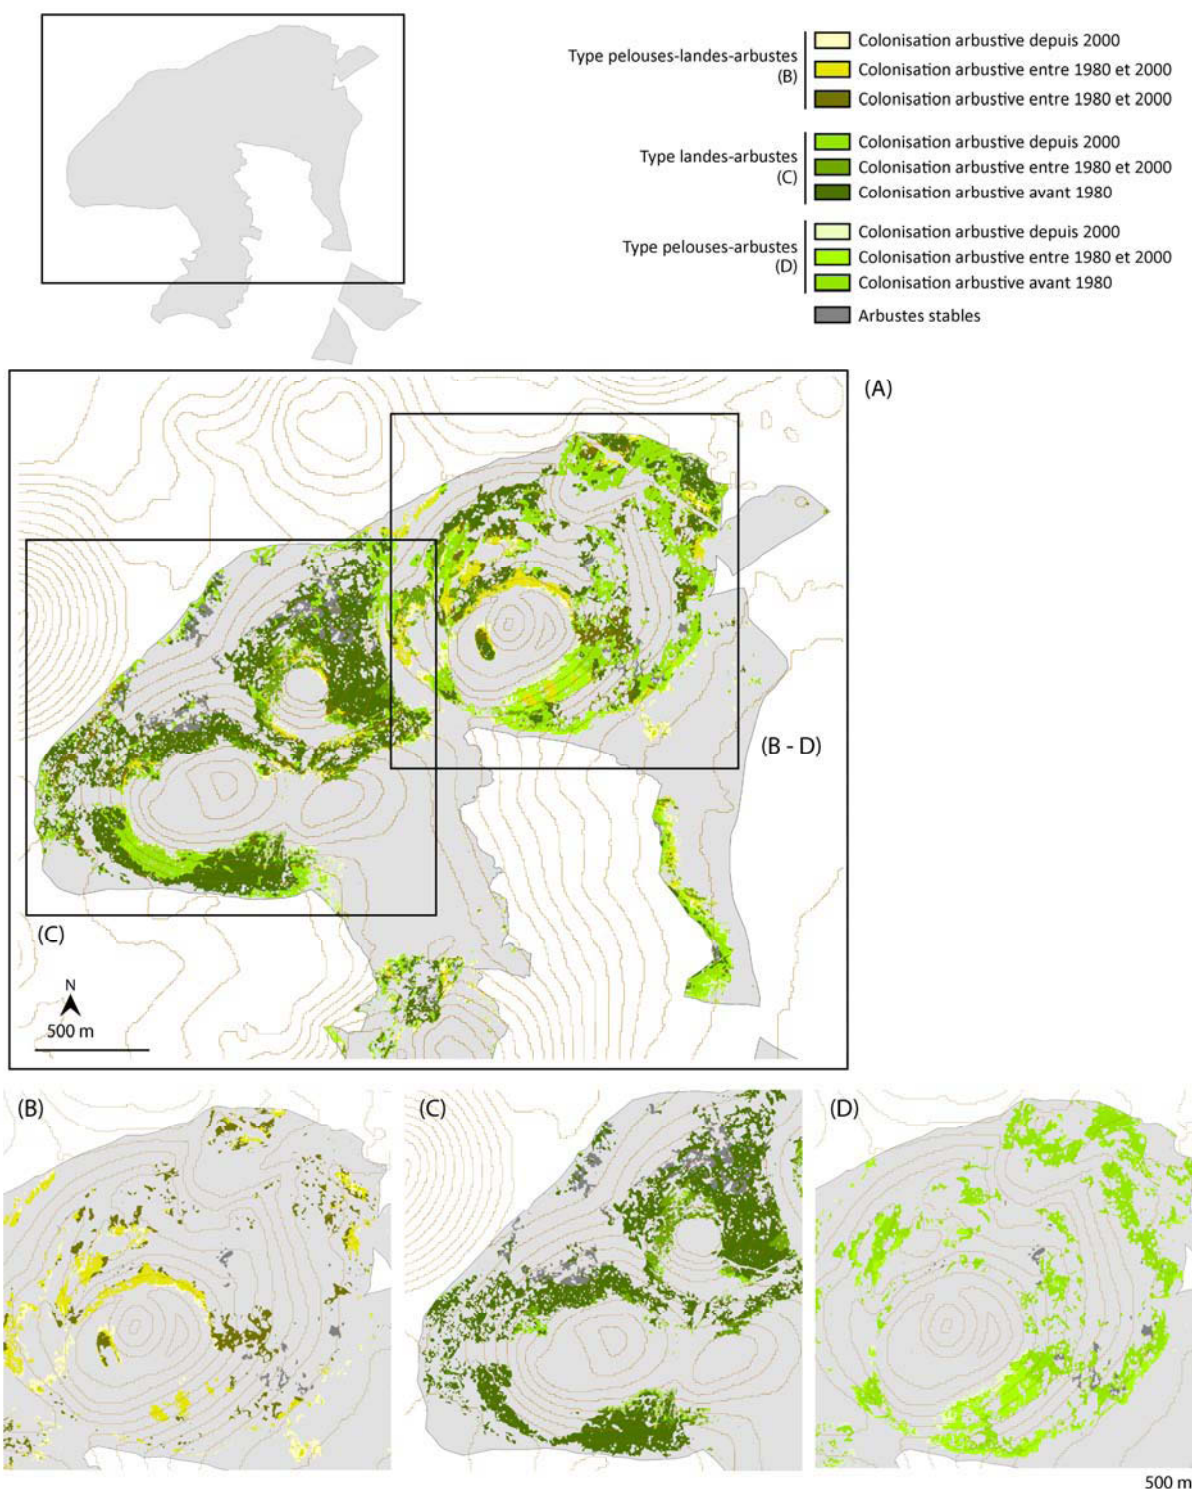 Type pelouses-landes-arbustes
(B)
Colonisation arbustive depuis 2000
Colonisation arbustive entre 1980 et 2000
Colonisation arbustive entre 1980 et 2000
Type landes-arbustes
(C)
Colonisation arbustive depuis 2000
Colonisation arbustive entre 1980 et 2000
Colonisation arbustive avant 1980
Type pelouses-arbustes
(D)
Colonisation arbustive depuis 2000
Colonisation arbustive entre 1980 et 2000
Colonisation arbustive avant 1980
Arbustes stables
(A)
(B - D)
(C)
N
500 m
(B)
(C)
(D)
500 m